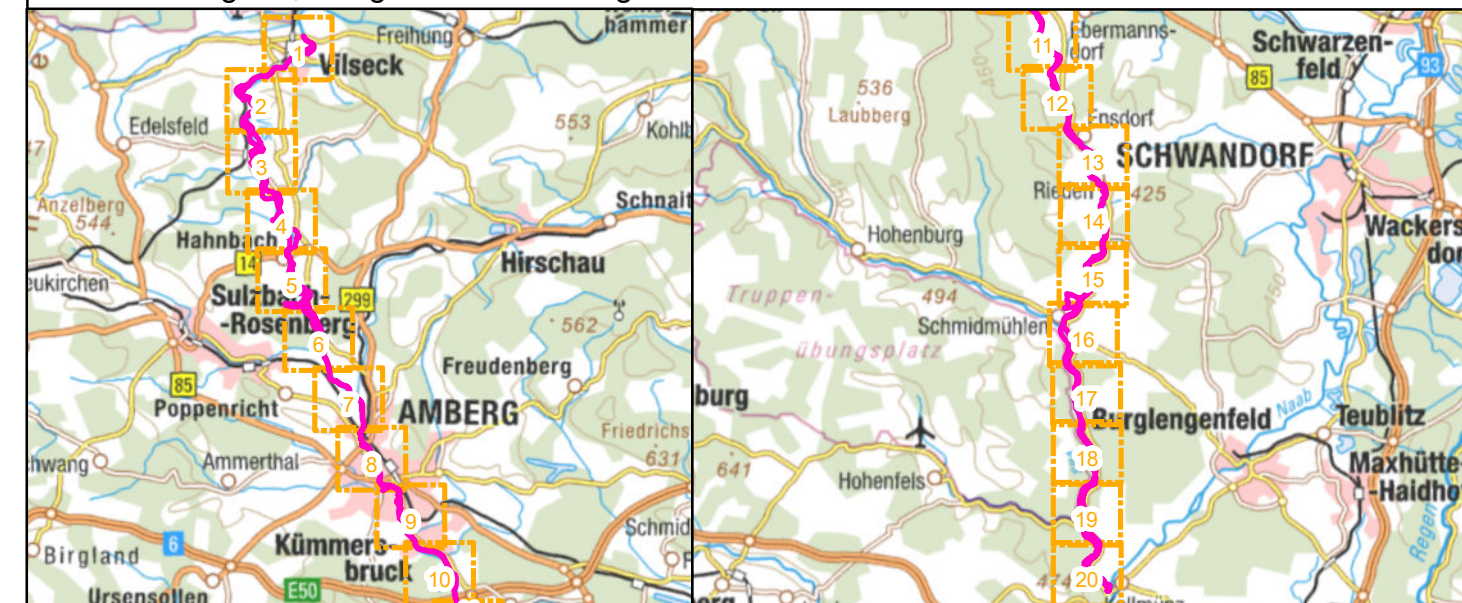 Freihung
hammer
1
Vilseck
2
Edelsfeld
553
Kohlb
3
Anzelberg
544
Schnait
4
Hahnbach
14
Hirschau
eukirchen
5
Sulzbach-
-Rosenberg
299
562
6
Freudenberg
85
Poppenricht
7
AMBERG
Friedrichs
631
hwang
Ammerthal
8
9
Schmid
Birgland
6
Kümmers-
bruck
10
E50
Ursensollen
11
Ebermanns-
dorf
Schwarzen-
feld
93
85
536
Laubberg
450
12
Ensdorf
13
SCHWANDORF
Rieden
425
14
Wackers
dor
Hohenburg
15
494
450
Truppen-
übungsplatz
Schmidmühlen
16
burg
17
Burglengenfeld
Naab
Teublitz
18
641
Hohenfels
Maxhütte-
-Haidho
19
Regen
20
474
Kallmünz